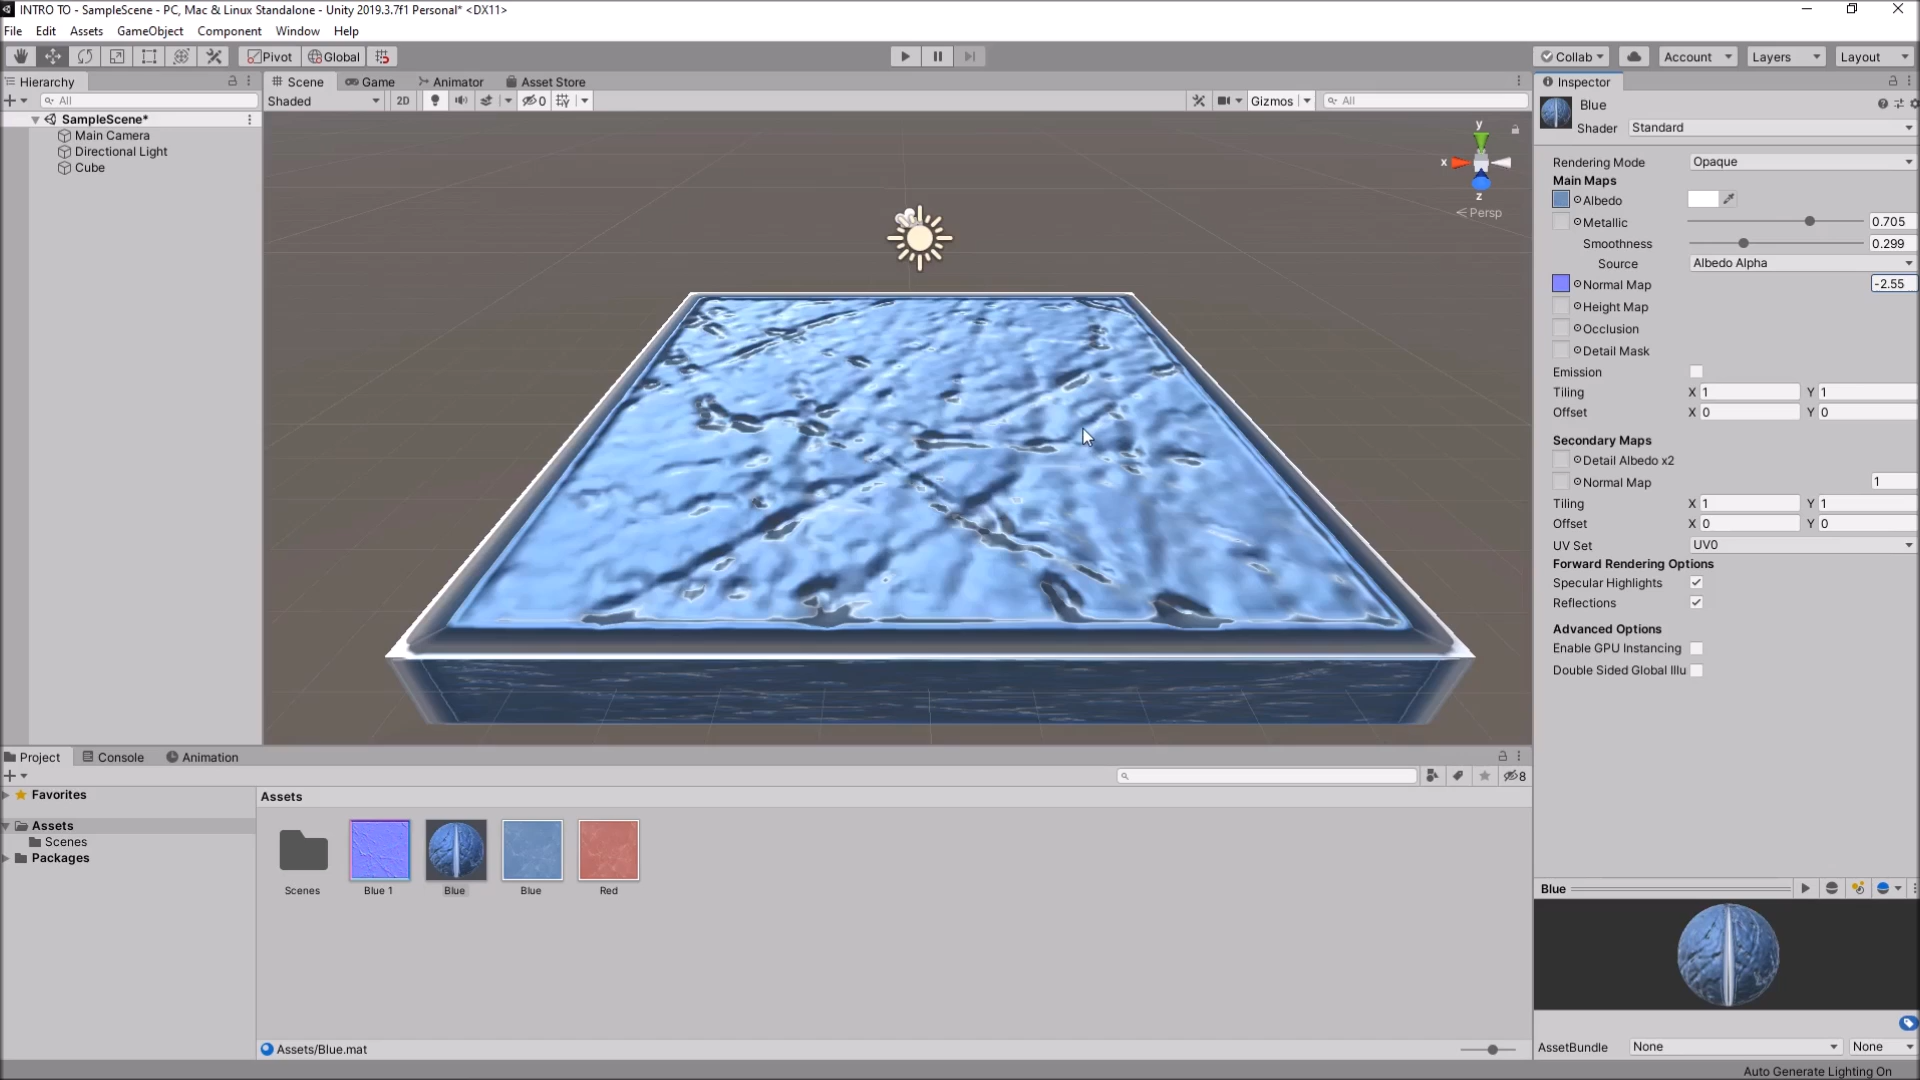 INTRO TO - SampleScene - PC, Mac & Linux Standalone - Unity 2019.3.7f1 Personal* <DX11>
File Edit Assets GameObject Component Window Help
Pivot Global Collab Account Layers Layout
Hierarchy
All
SampleScene*
Main Camera
Directional Light
Cube
Scene Game Animator Asset Store
Shaded 2D 0 Gizmos All
y
x
z
Persp
Inspector
Blue
Shader Standard
Rendering Mode Opaque
Main Maps
Albedo
Metallic 0.705
Smoothness 0.299
Source Albedo Alpha
Normal Map -2.55
Height Map
Occlusion
Detail Mask
Emission
Tiling X 1 Y 1
Offset X 0 Y 0
Secondary Maps
Detail Albedo x2
Normal Map 1
Tiling X 1 Y 1
Offset X 0 Y 0
UV Set UV0
Forward Rendering Options
Specular Highlights
Reflections
Advanced Options
Enable GPU Instancing
Double Sided Global Illu
Project Console Animation
8
Favorites
Assets
Scenes
Packages
Assets
Scenes Blue 1 Blue Blue Red
Assets/Blue.mat
Blue
AssetBundle None None
Auto Generate Lighting On